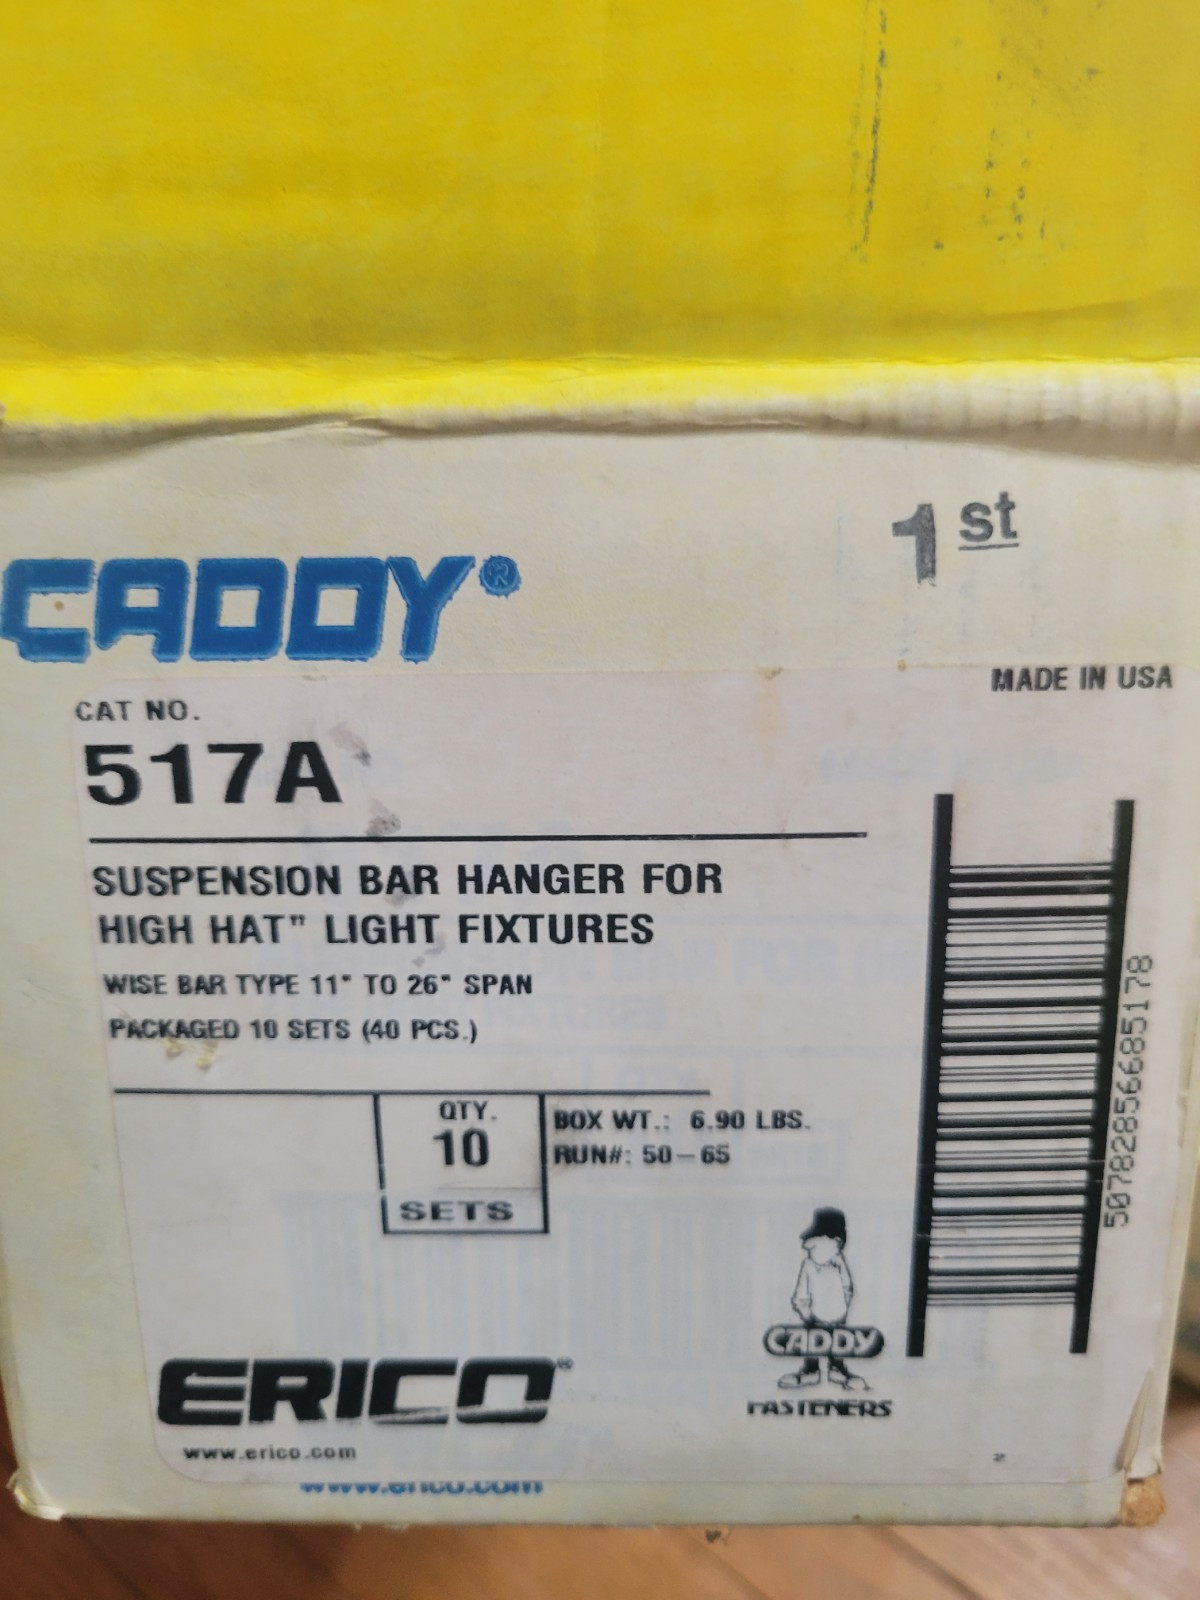 1st
CADDY®
MADE IN USA
CAT NO.
517A
SUSPENSION BAR HANGER FOR
HIGH HAT" LIGHT FIXTURES
WISE BAR TYPE 11" TO 26" SPAN
PACKAGED 10 SETS (40 PCS.)
QTY.
10
SETS
BOX WT.: 6.90 LBS.
RUN#: 50-65
50782856685178
CADDY
FASTENERS
ERICO®
www.erico.com
2
www.erico.com